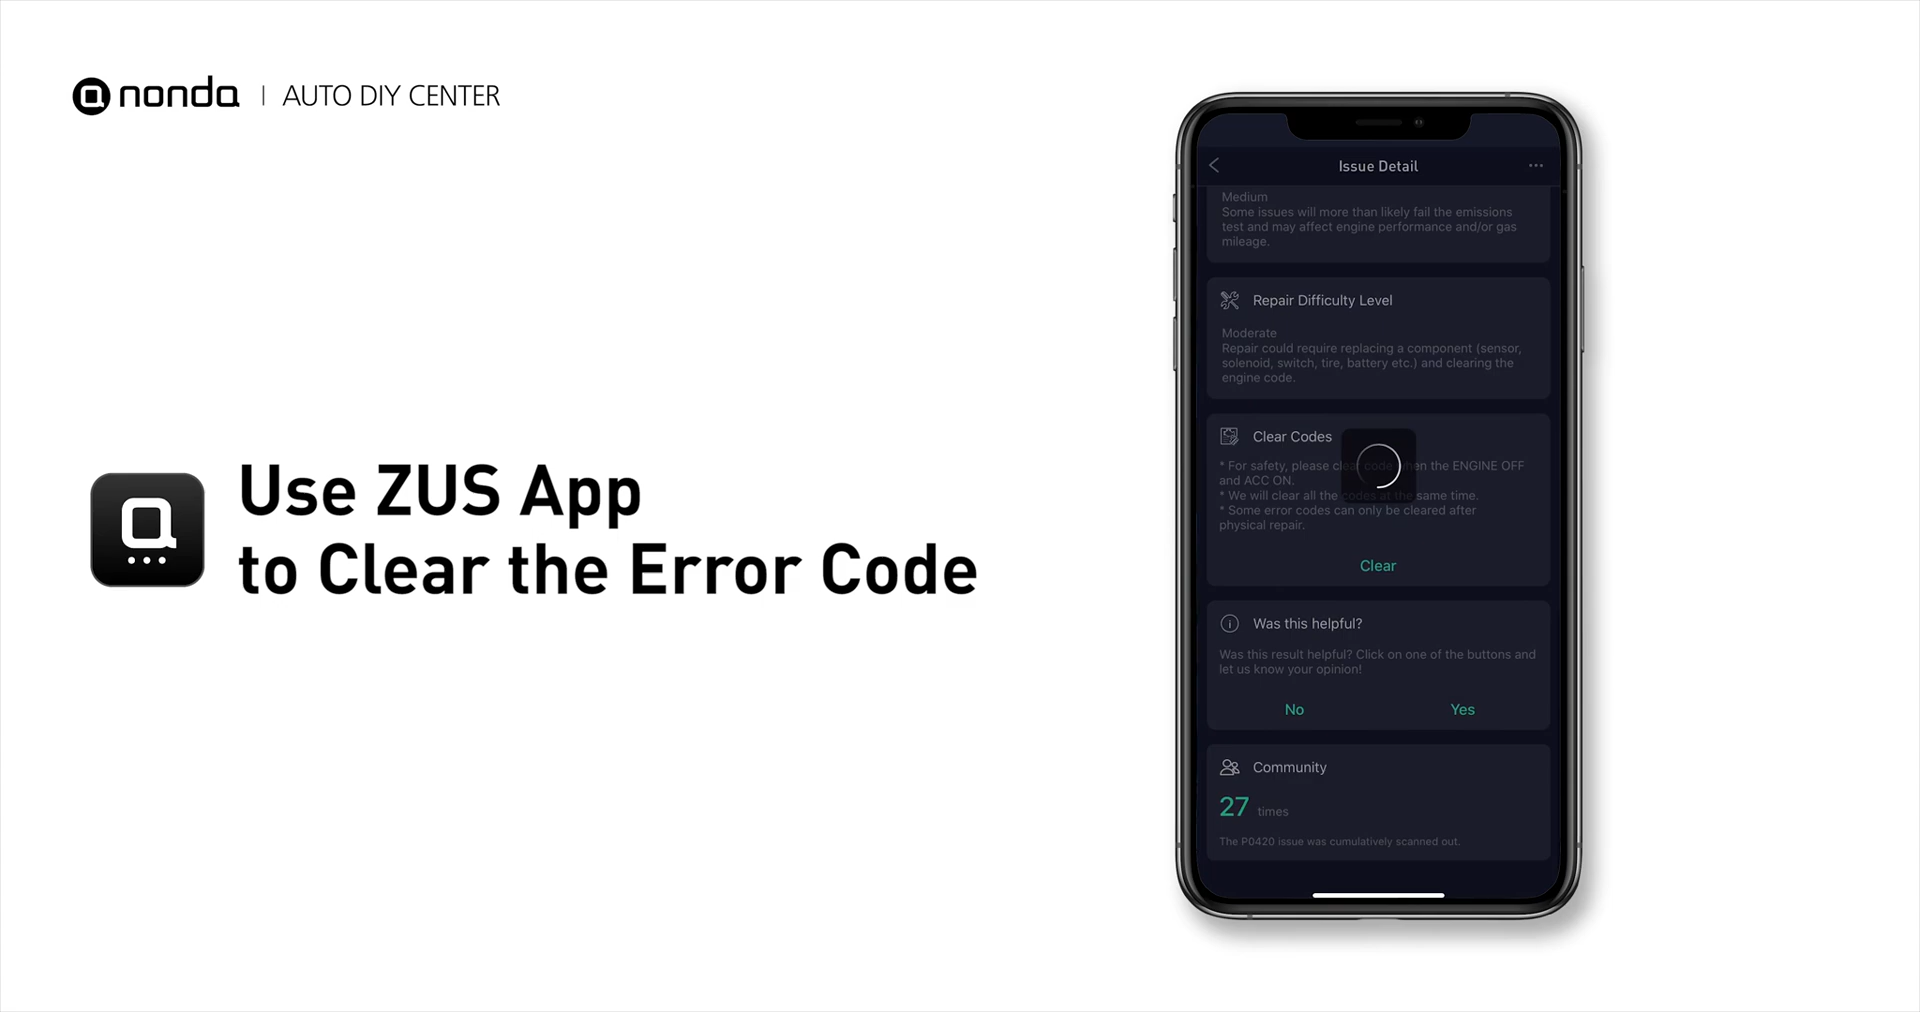 nonda | AUTO DIY CENTER
Use ZUS App
to Clear the Error Code
Issue Detail
Medium
Some issues will more than likely fail the emissions
test and may affect engine performance and/or gas
mileage.
Repair Difficulty Level
Moderate
Repair could require replacing a component (sensor,
solenoid, switch, tire, battery etc.) and clearing the
engine code.
Clear Codes
* For safety, please clear code when the ENGINE OFF
and ACC ON.
* We will clear all the codes at the same time.
* Some error codes can only be cleared after
physical repair.
Clear
Was this helpful?
Was this result helpful? Click on one of the buttons and
let us know your opinion!
No Yes
Community
27 times
The P0420 issue was cumulatively scanned out.